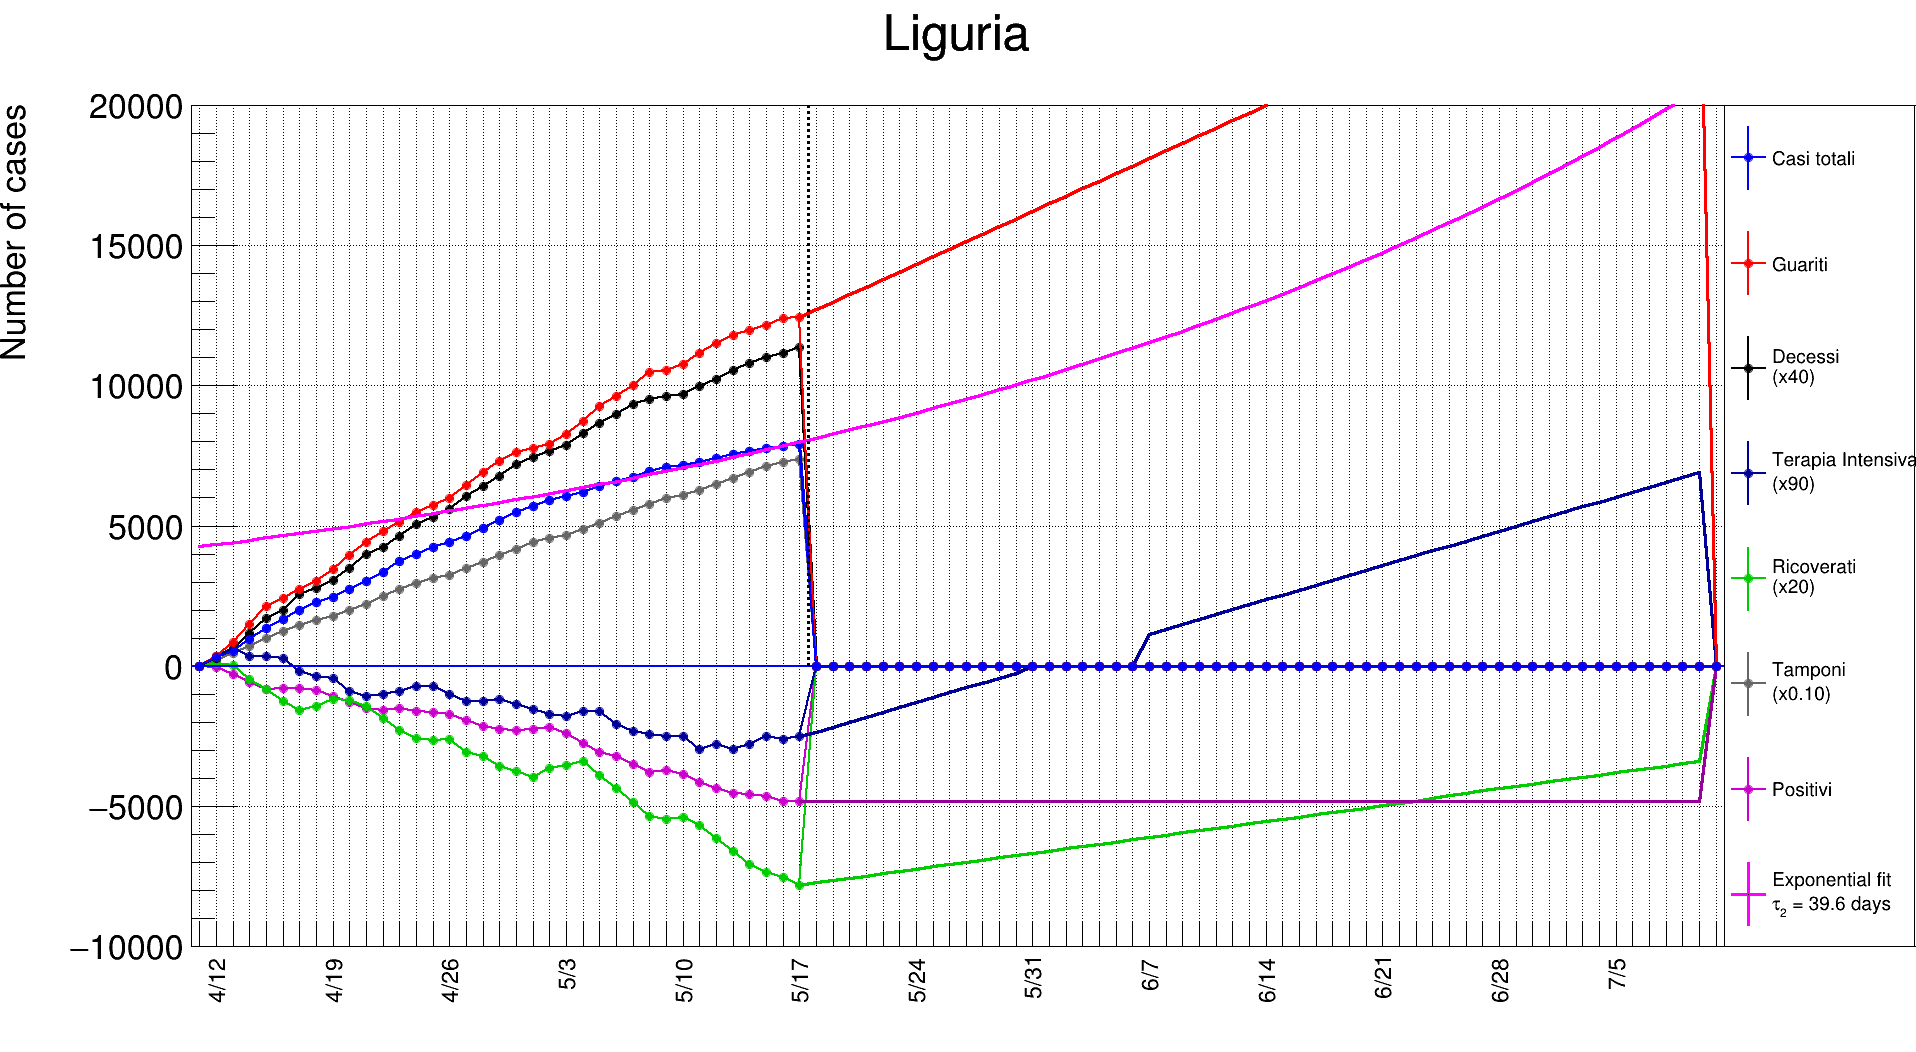 Liguria
Number of cases
20000
15000
10000
5000
0
−5000
−10000
4/12
4/19
4/26
5/3
5/10
5/17
5/24
5/31
6/7
6/14
6/21
6/28
7/5
Casi totali
Guariti
Decessi
(x40)
Terapia Intensiva
(x90)
Ricoverati
(x20)
Tamponi
(x0.10)
Positivi
Exponential fit
τ2 = 39.6 days